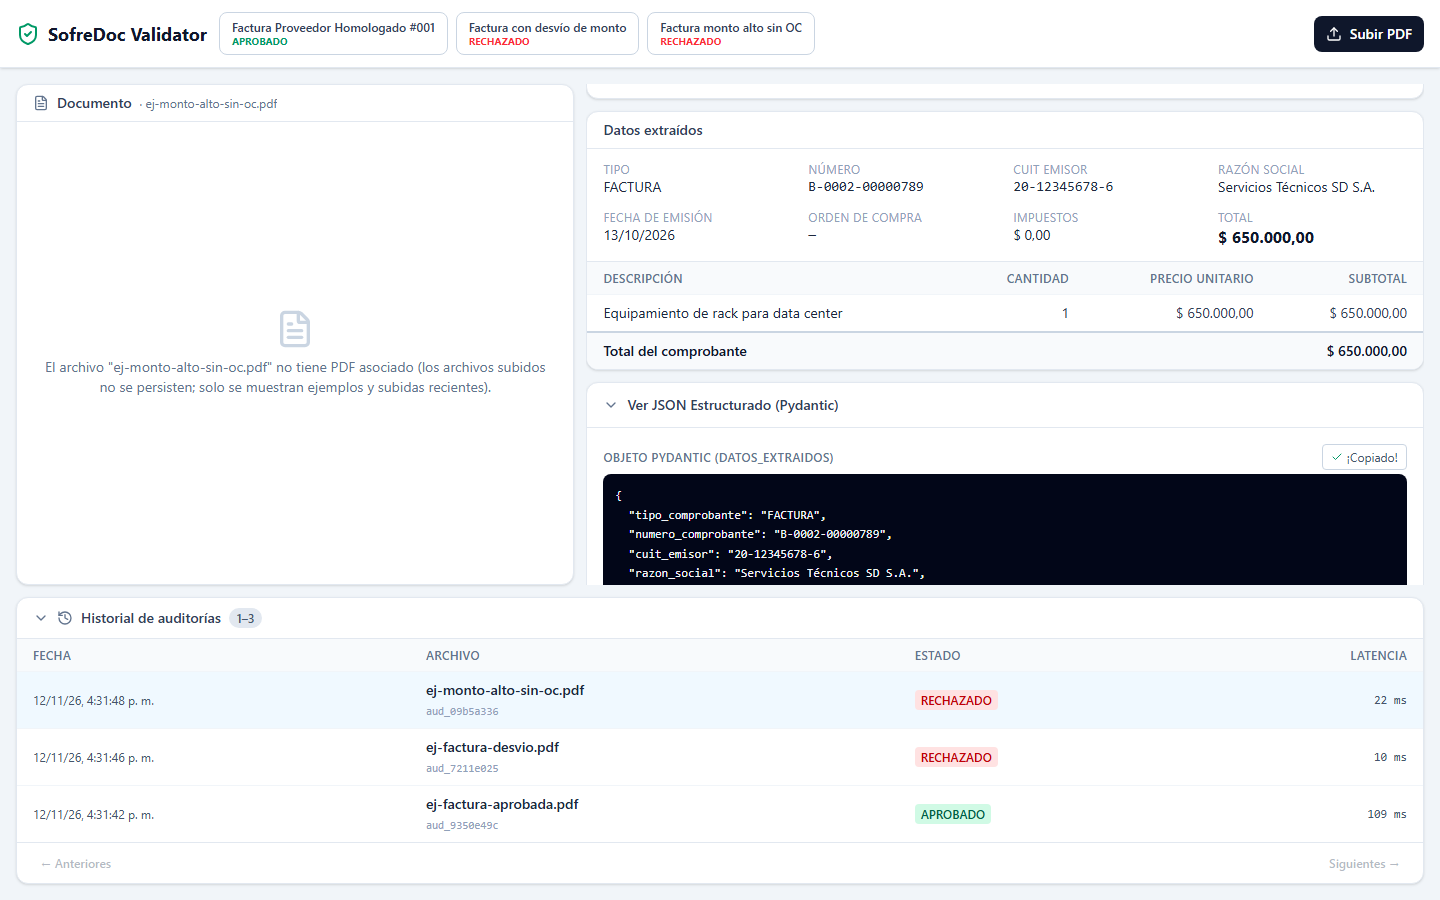 SofreDoc Validator
Factura Proveedor Homologado #001
APROBADO
Factura con desvío de monto
RECHAZADO
Factura monto alto sin OC
RECHAZADO
Subir PDF
Documento · ej-monto-alto-sin-oc.pdf
El archivo "ej-monto-alto-sin-oc.pdf" no tiene PDF asociado (los archivos subidos
no se persisten; solo se muestran ejemplos y subidas recientes).
Datos extraídos
TIPO NÚMERO CUIT EMISOR RAZÓN SOCIAL
FACTURA B-0002-00000789 20-12345678-6 Servicios Técnicos SD S.A.
FECHA DE EMISIÓN ORDEN DE COMPRA IMPUESTOS TOTAL
13/10/2026 — $ 0,00 $ 650.000,00
DESCRIPCIÓN CANTIDAD PRECIO UNITARIO SUBTOTAL
Equipamiento de rack para data center 1 $ 650.000,00 $ 650.000,00
Total del comprobante $ 650.000,00
Ver JSON Estructurado (Pydantic)
OBJETO PYDANTIC (DATOS_EXTRAIDOS) ¡Copiado!
{
"tipo_comprobante": "FACTURA",
"numero_comprobante": "B-0002-00000789",
"cuit_emisor": "20-12345678-6",
"razon_social": "Servicios Técnicos SD S.A.",
Historial de auditorías 1–3
FECHA ARCHIVO ESTADO LATENCIA
12/11/26, 4:31:48 p. m. ej-monto-alto-sin-oc.pdf RECHAZADO 22 ms
aud_09b5a336
12/11/26, 4:31:46 p. m. ej-factura-desvio.pdf RECHAZADO 10 ms
aud_7211e025
12/11/26, 4:31:42 p. m. ej-factura-aprobada.pdf APROBADO 109 ms
aud_9350e49c
← Anteriores Siguientes →